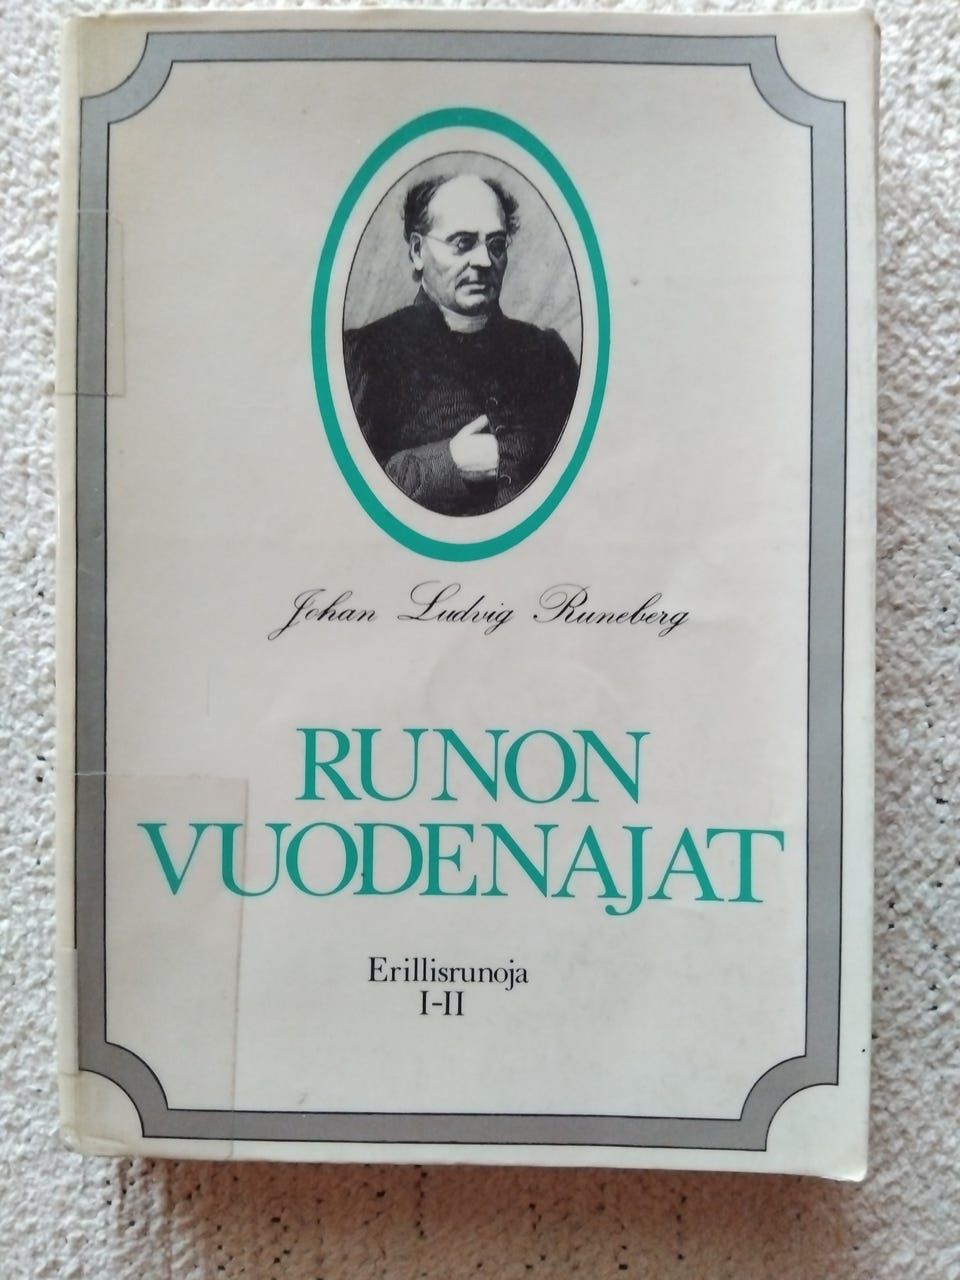 Johan Ludvig Runeberg
RUNON
VUODENAJAT
Erillisrunoja
I-II